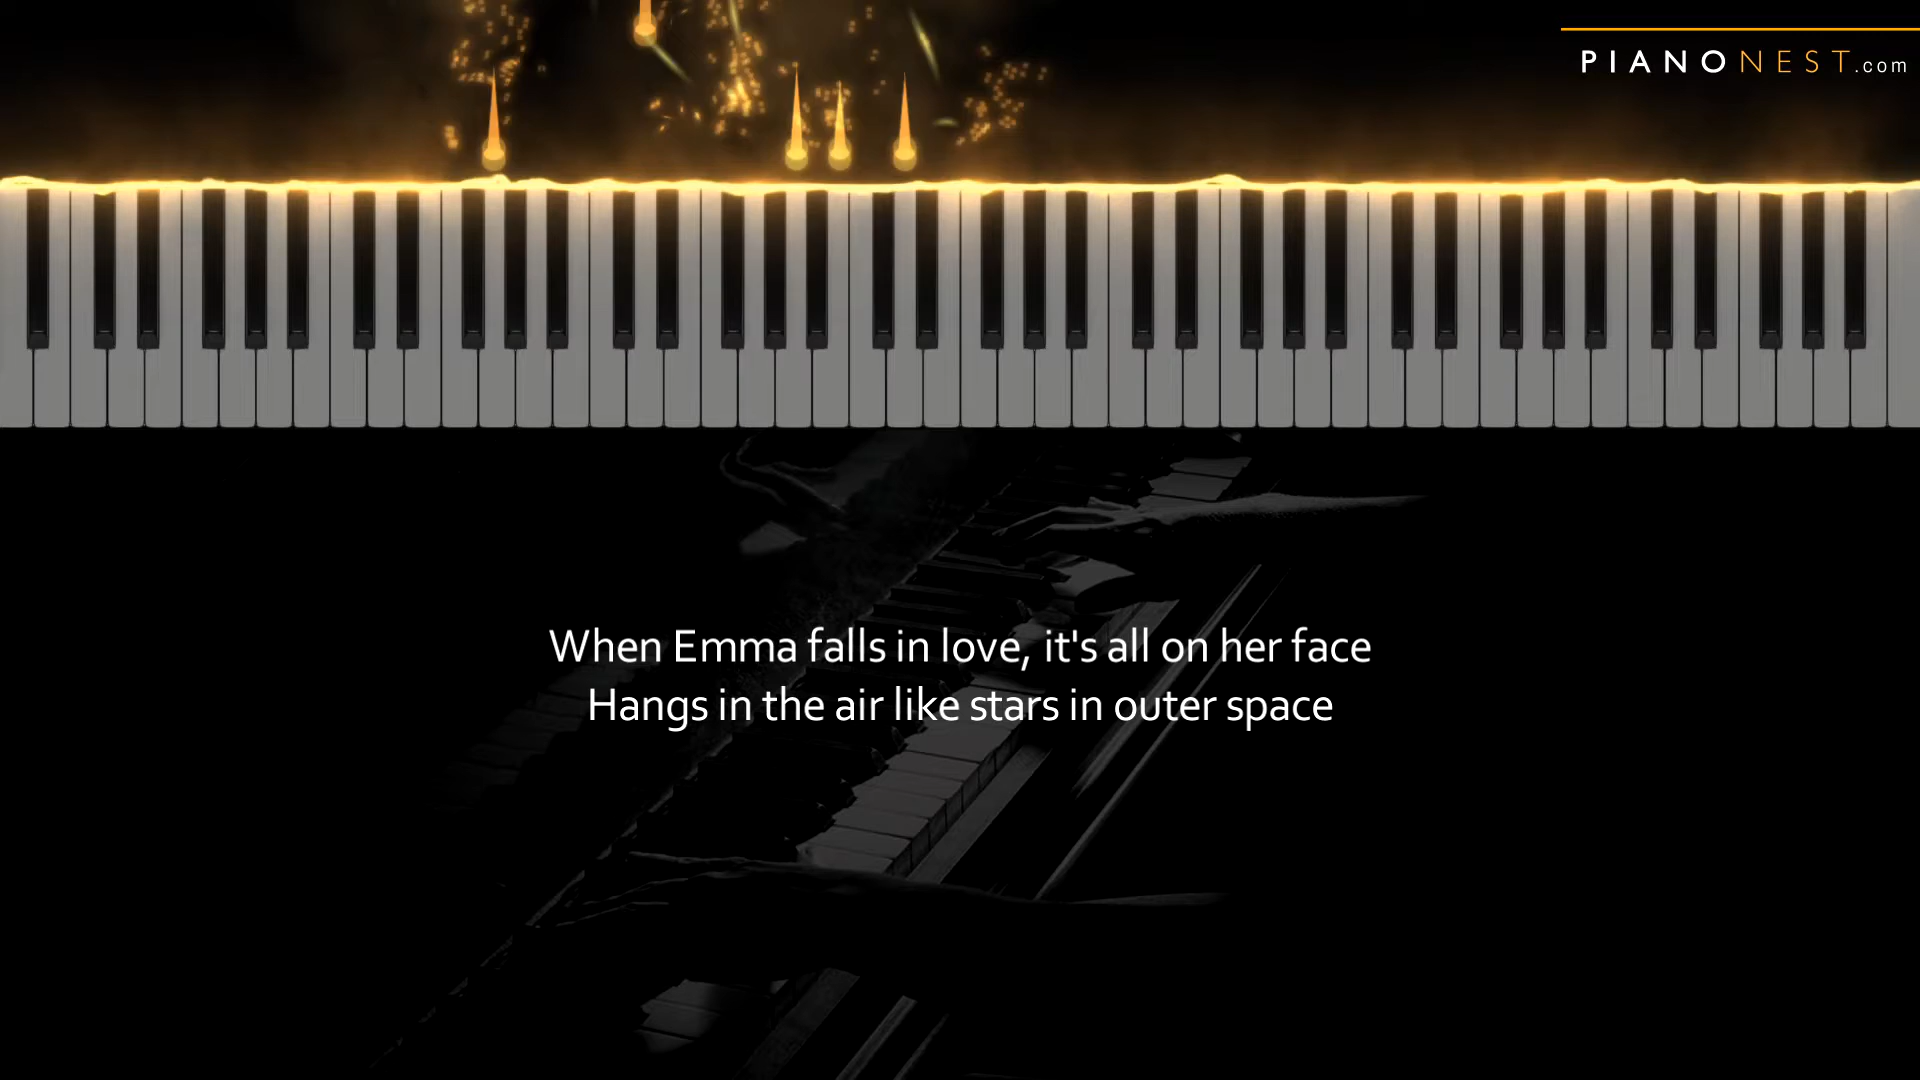 PIANONEST.com
When Emma falls in love, it's all on her face
Hangs in the air like stars in outer space